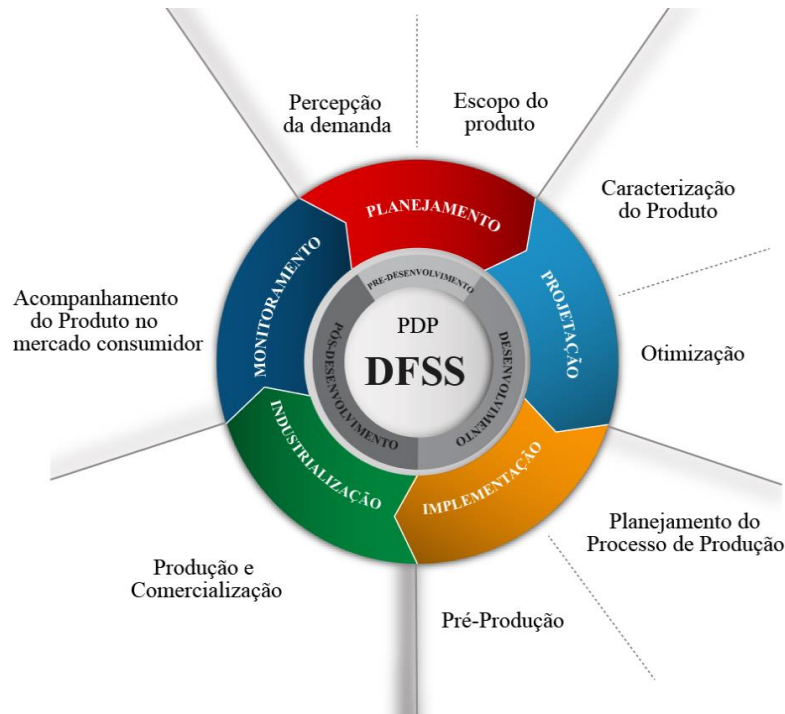 Percepção
da demanda
Escopo do
produto
Caracterização
do Produto
Otimização
Planejamento do
Processo de Produção
Pré-Produção
Produção e
Comercialização
Acompanhamento
do Produto no
mercado consumidor
PLANEJAMENTO
PROJETAÇÃO
IMPLEMENTAÇÃO
INDUSTRIALIZAÇÃO
MONITORAMENTO
PRE-DESENVOLVIMENTO
DESENVOLVIMENTO
PÓS-DESENVOLVIMENTO
PDP
DFSS